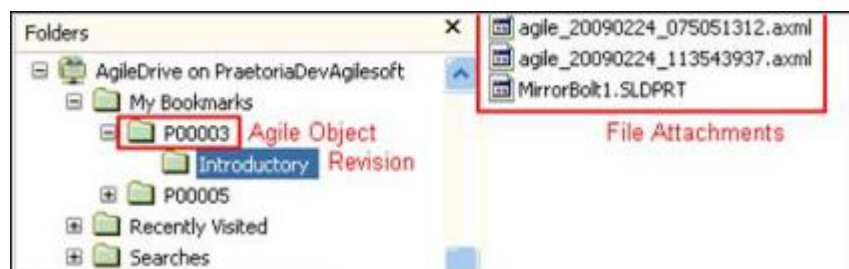 Folders
AgileDrive on PraetoriaDevAgilesoft
My Bookmarks
P00003 Agile Object
Introductory Revision
P00005
Recently Visited
Searches
agile_20090224_075051312.axml
agile_20090224_113543937.axml
MirrorBolt1.SLDPRT
File Attachments